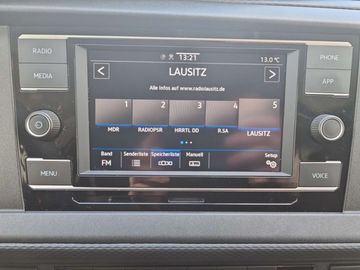 RADIO
MEDIA
MENU
13:21
13.0°C
LAUSITZ
Alle Infos auf www.radiolausitz.de
1 2 3 4 5
MDR RADIOPSR HRRTL DD R.SA LAUSITZ
Band Senderliste Speicherliste Manuell Setup
FM
PHONE
APP
VOICE